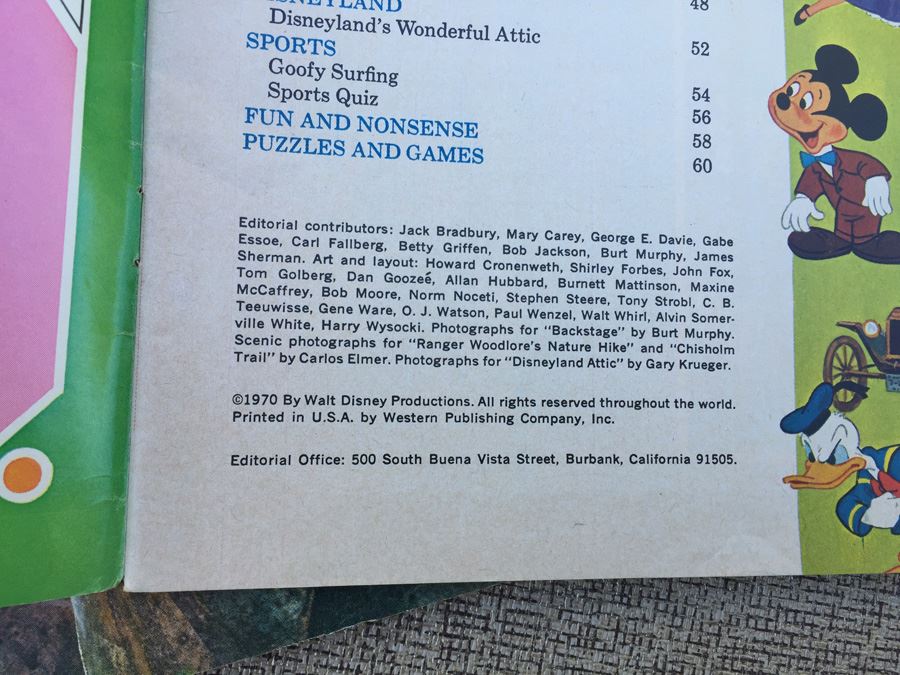 DISNEYLAND 48
Disneyland's Wonderful Attic
SPORTS 52
Goofy Surfing
Sports Quiz 54
FUN AND NONSENSE 56
PUZZLES AND GAMES 58
60
Editorial contributors: Jack Bradbury, Mary Carey, George E. Davie, Gabe
Essoe, Carl Fallberg, Betty Griffen, Bob Jackson, Burt Murphy, James
Sherman. Art and layout: Howard Cronenweth, Shirley Forbes, John Fox,
Tom Golberg, Dan Goozeé, Allan Hubbard, Burnett Mattinson, Maxine
McCaffrey, Bob Moore, Norm Noceti, Stephen Steere, Tony Strobl, C. B.
Teeuwisse, Gene Ware, O. J. Watson, Paul Wenzel, Walt Whirl, Alvin Somer-
ville White, Harry Wysocki. Photographs for "Backstage" by Burt Murphy.
Scenic photographs for "Ranger Woodlore's Nature Hike" and "Chisholm
Trail" by Carlos Elmer. Photographs for "Disneyland Attic" by Gary Krueger.
©1970 By Walt Disney Productions. All rights reserved throughout the world.
Printed in U.S.A. by Western Publishing Company, Inc.
Editorial Office: 500 South Buena Vista Street, Burbank, California 91505.